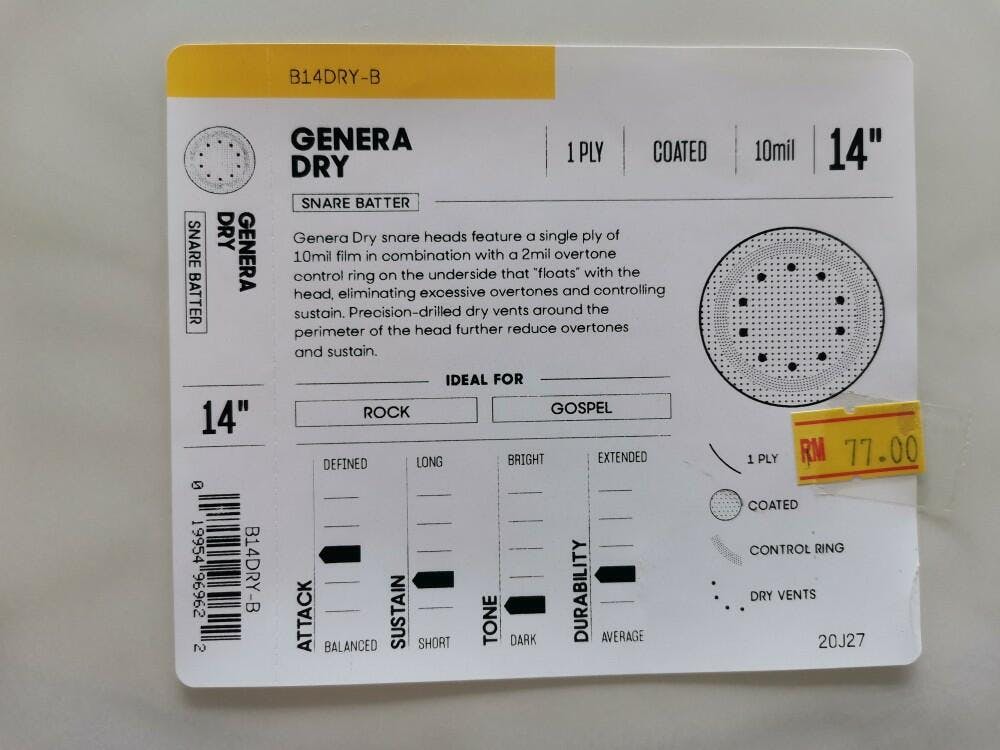 B14DRY-B
GENERA
DRY
1 PLY
COATED
10mil
14"
SNARE BATTER
Genera Dry snare heads feature a single ply of
10mil film in combination with a 2mil overtone
control ring on the underside that "floats" with the
head, eliminating excessive overtones and controlling
sustain. Precision-drilled dry vents around the
perimeter of the head further reduce overtones
and sustain.
IDEAL FOR
ROCK
GOSPEL
ATTACK
DEFINED
BALANCED
SUSTAIN
LONG
SHORT
TONE
BRIGHT
DARK
DURABILITY
EXTENDED
AVERAGE
RM 77.00
1 PLY
COATED
CONTROL RING
DRY VENTS
20J27
GENERA
DRY
SNARE BATTER
14"
B14DRY-B
0 19954 96962 2